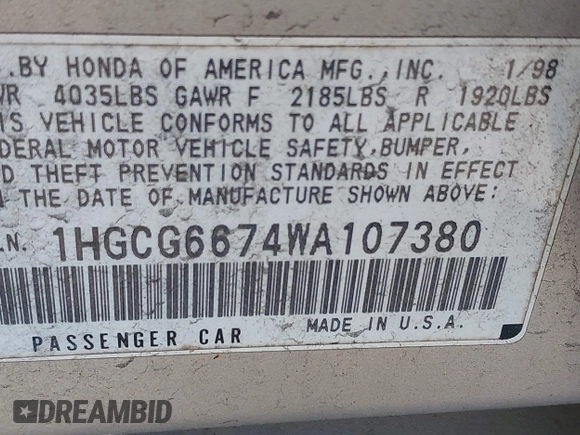 .BY HONDA OF AMERICA MFG., INC. 1/98
WR 4035LBS GAWR F 2185LBS R 1920LBS
IS VEHICLE CONFORMS TO ALL APPLICABLE
EDERAL MOTOR VEHICLE SAFETY, BUMPER,
D THEFT PREVENTION STANDARDS IN EFFECT
THE DATE OF MANUFACTURE SHOWN ABOVE:
.N. 1HGCG6674WA107380
PASSENGER CAR MADE IN U.S.A.
DREAMBID